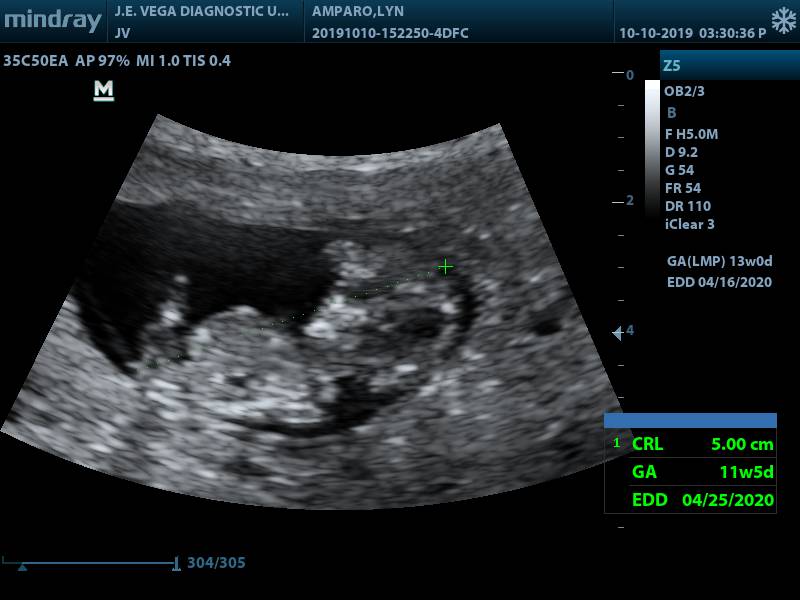 mindray
J.E. VEGA DIAGNOSTIC U...
JV
AMPARO,LYN
20191010-152250-4DFC
10-10-2019 03:30:36 P
35C50EA AP 97% MI 1.0 TIS 0.4
M
0
2
4
Z5
OB2/3
B
F H5.0M
D 9.2
G 54
FR 54
DR 110
iClear 3
GA(LMP) 13w0d
EDD 04/16/2020
1 CRL 5.00 cm
GA 11w5d
EDD 04/25/2020
304/305